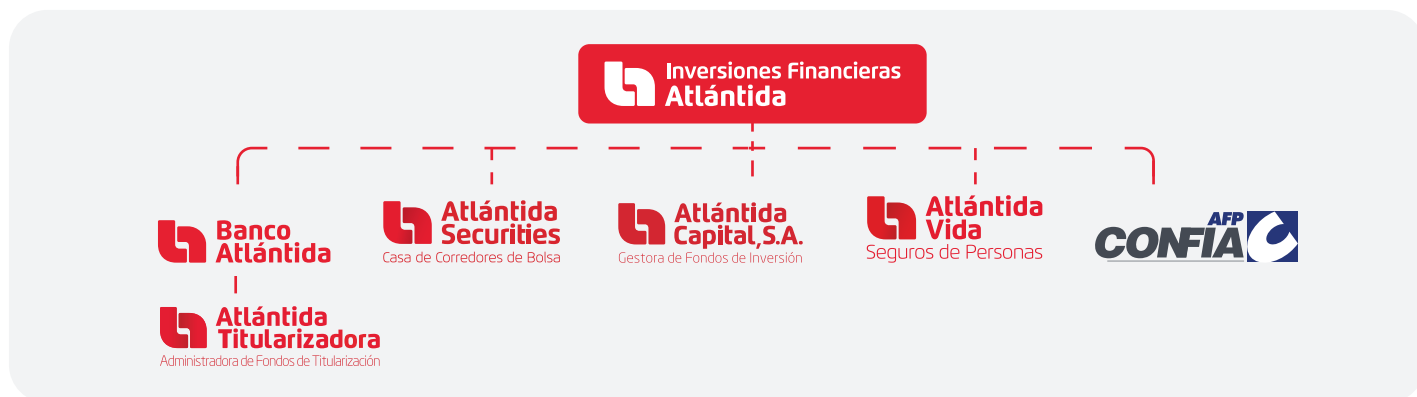 Inversiones Financieras
Atlántida
Banco
Atlántida
Atlántida
Securities
Casa de Corredores de Bolsa
Atlántida
Capital, S.A.
Gestora de Fondos de Inversión
Atlántida
Vida
Seguros de Personas
AFP
CONFÍA
Atlántida
Titularizadora
Administradora de Fondos de Titularización